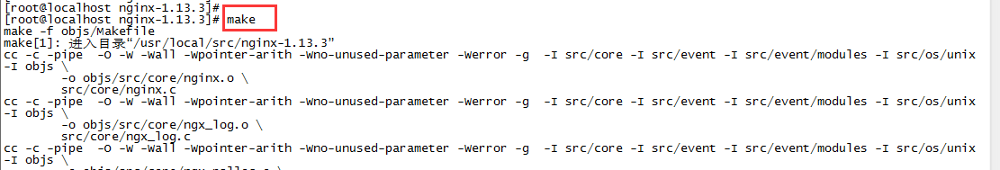 [root@localhost nginx-1.13.3]#
[root@localhost nginx-1.13.3]# make
make -f objs/Makefile
make[1]: 进入目录“/usr/local/src/nginx-1.13.3”
cc -c -pipe  -O -W -Wall -Wpointer-arith -Wno-unused-parameter -Werror -g  -I src/core -I src/event -I src/event/modules -I src/os/unix
-I objs \
-o objs/src/core/nginx.o \
src/core/nginx.c
cc -c -pipe  -O -W -Wall -Wpointer-arith -Wno-unused-parameter -Werror -g  -I src/core -I src/event -I src/event/modules -I src/os/unix
-I objs \
-o objs/src/core/ngx_log.o \
src/core/ngx_log.c
cc -c -pipe  -O -W -Wall -Wpointer-arith -Wno-unused-parameter -Werror -g  -I src/core -I src/event -I src/event/modules -I src/os/unix
-I objs \